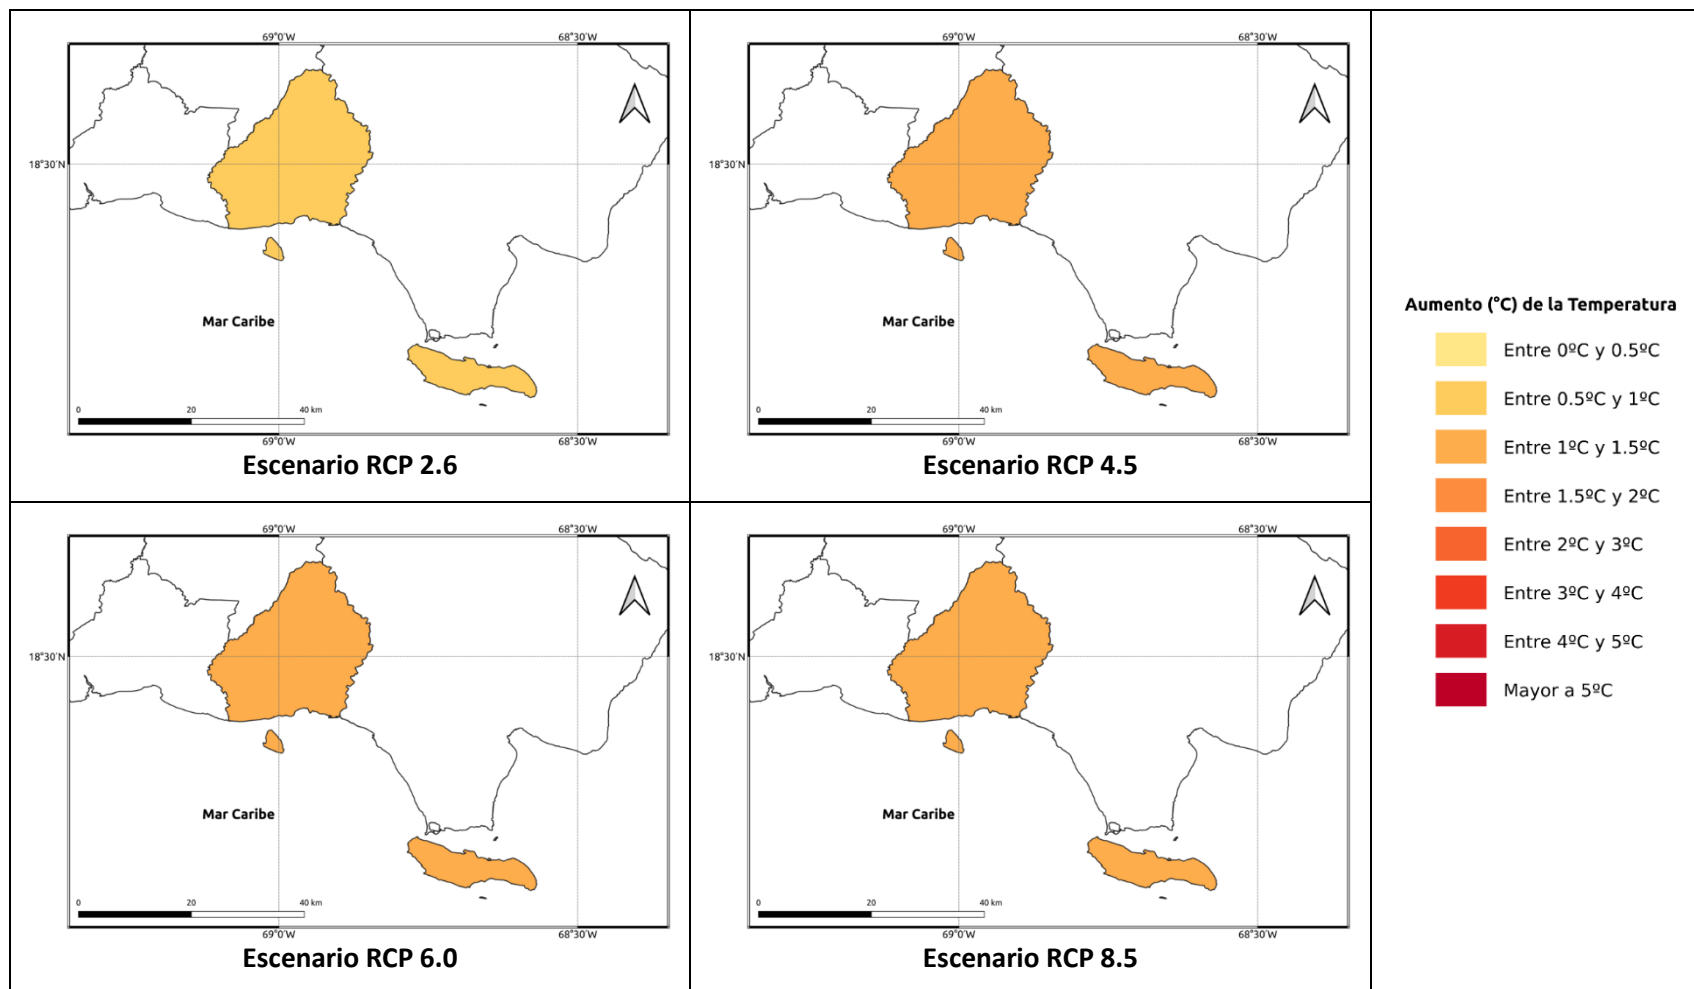 69°0'W
68°30'W
18°30'N
Mar Caribe
0
20
40 km
69°0'W
68°30'W
Escenario RCP 2.6
69°0'W
68°30'W
18°30'N
Mar Caribe
0
20
40 km
69°0'W
68°30'W
Escenario RCP 4.5
69°0'W
68°30'W
18°30'N
Mar Caribe
0
20
40 km
69°0'W
68°30'W
Escenario RCP 6.0
69°0'W
68°30'W
18°30'N
Mar Caribe
0
20
40 km
69°0'W
68°30'W
Escenario RCP 8.5
Aumento (°C) de la Temperatura
Entre 0ºC y 0.5ºC
Entre 0.5ºC y 1ºC
Entre 1ºC y 1.5ºC
Entre 1.5ºC y 2ºC
Entre 2ºC y 3ºC
Entre 3ºC y 4ºC
Entre 4ºC y 5ºC
Mayor a 5ºC